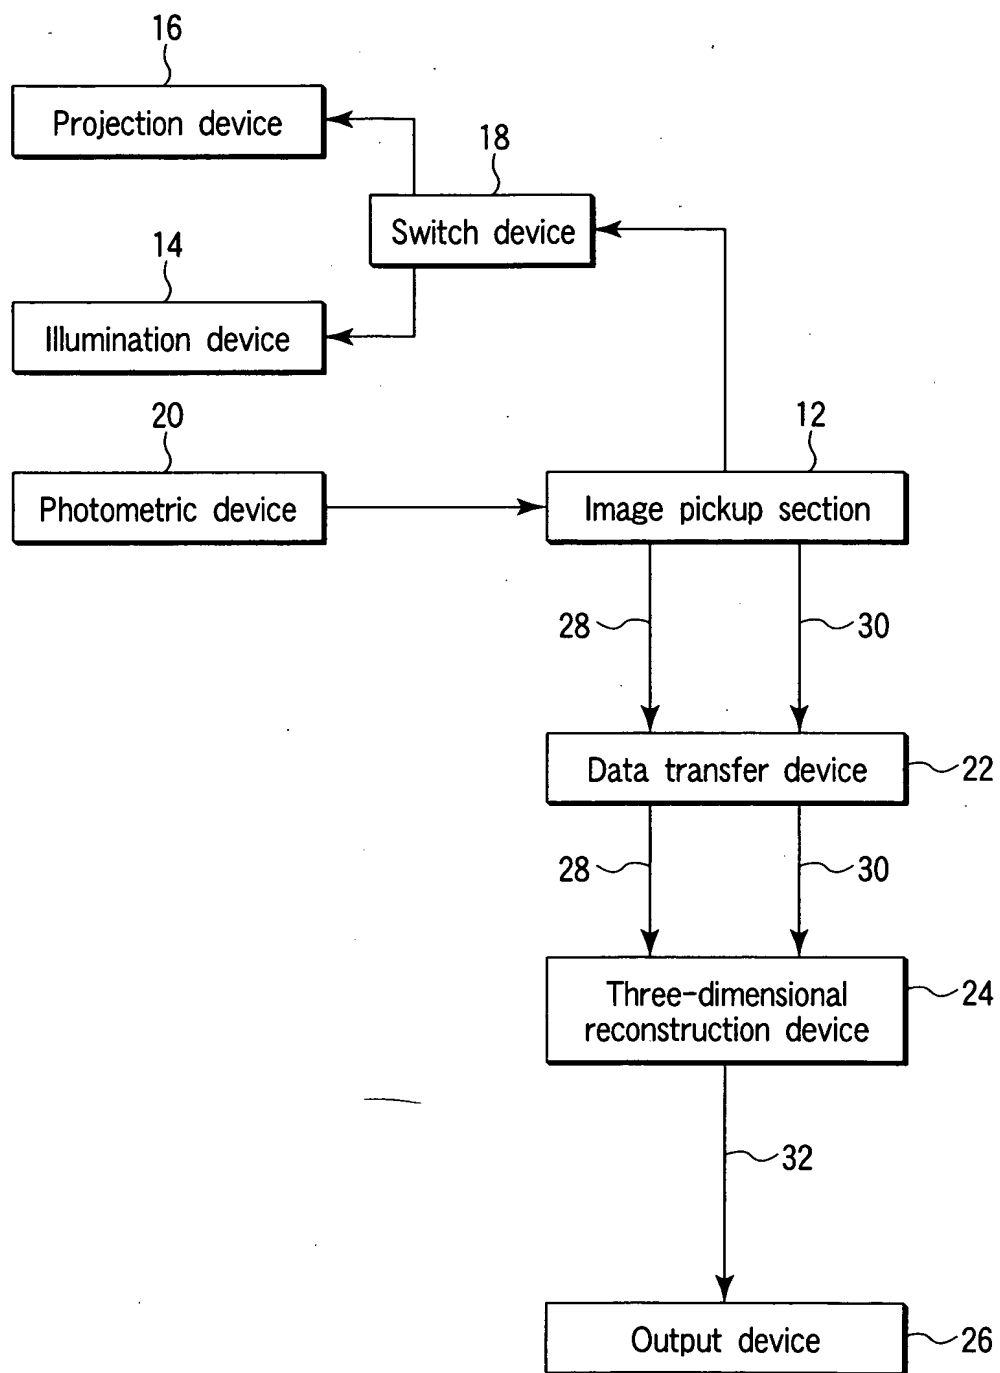 16
Projection device
18
Switch device
14
Illumination device
20
Photometric device
12
Image pickup section
28
30
Data transfer device
22
28
30
Three-dimensional
reconstruction device
24
32
Output device
26